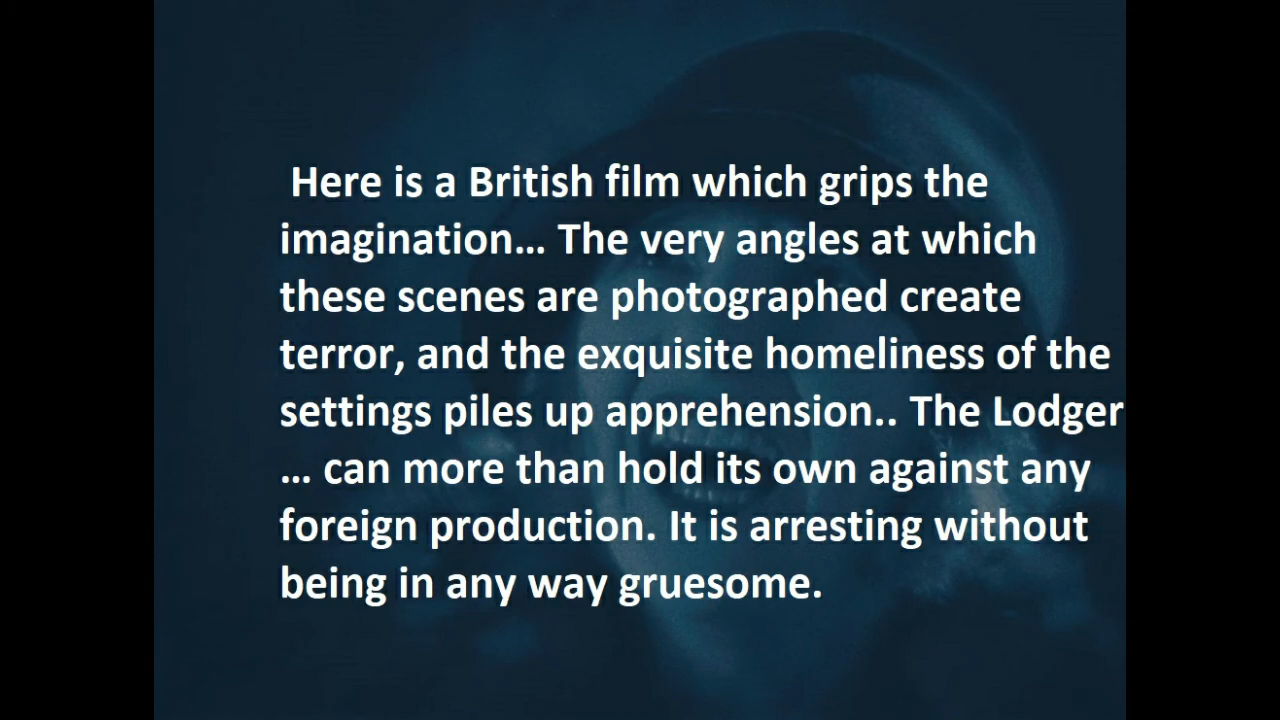 Here is a British film which grips the
imagination… The very angles at which
these scenes are photographed create
terror, and the exquisite homeliness of the
settings piles up apprehension.. The Lodger
… can more than hold its own against any
foreign production. It is arresting without
being in any way gruesome.